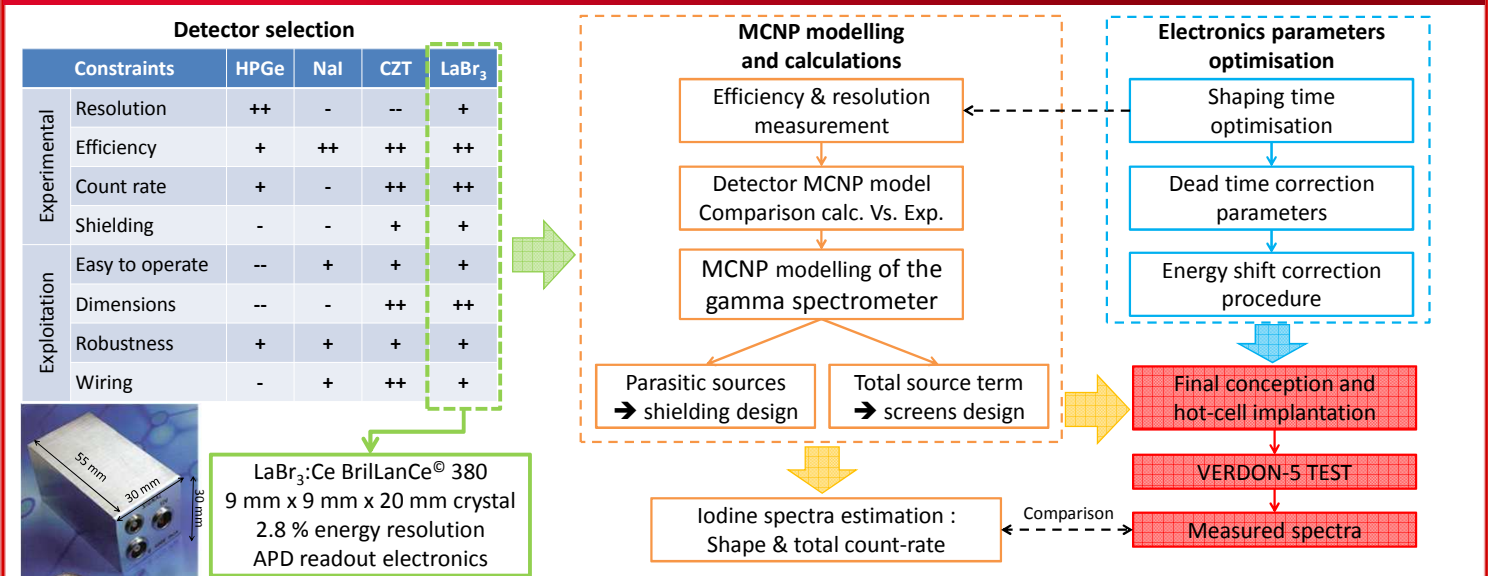 Detector selection
Constraints HPGe NaI CZT LaBr₃
Experimental
Resolution ++ - -- +
Efficiency + ++ ++ ++
Count rate + - ++ ++
Shielding - - + +
Exploitation
Easy to operate -- + + +
Dimensions -- - ++ ++
Robustness + + + +
Wiring - + ++ +
55 mm
30 mm
30 mm
LaBr₃:Ce BrilLanCe© 380
9 mm x 9 mm x 20 mm crystal
2.8 % energy resolution
APD readout electronics
MCNP modelling
and calculations
Efficiency & resolution
measurement
Detector MCNP model
Comparison calc. Vs. Exp.
MCNP modelling of the
gamma spectrometer
Parasitic sources
➔ shielding design
Total source term
➔ screens design
Iodine spectra estimation :
Shape & total count-rate
Comparison
Electronics parameters
optimisation
Shaping time
optimisation
Dead time correction
parameters
Energy shift correction
procedure
Final conception and
hot-cell implantation
VERDON-5 TEST
Measured spectra